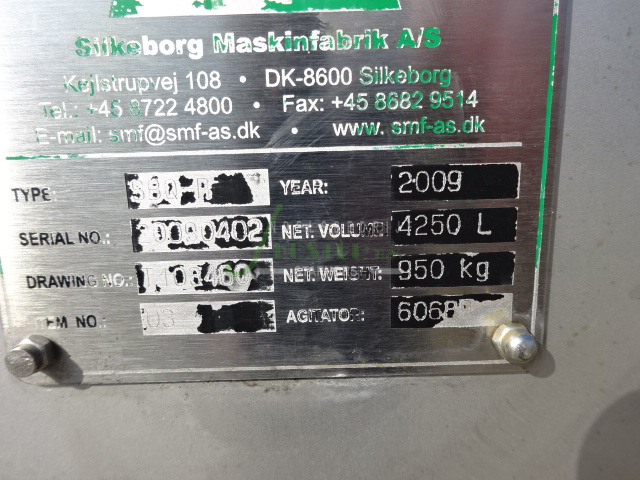 Silkeborg Maskinfabrik A/S
Kejlstrupvej 108 • DK-8600 Silkeborg
Tel.: +45 8722 4800 • Fax: +45 8682 9514
E-mail: smf@smf-as.dk • www. smf-as.dk
TYPE: YEAR: 2009
SERIAL NO.: 20090402 NET. VOLUME: 4250 L
DRAWING NO.: NET. WEIGHT: 950 kg
NO.: AGITATOR: